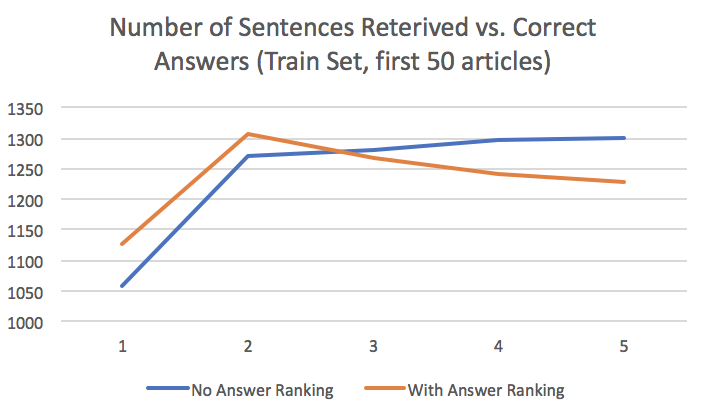 Number of Sentences Reterived vs. Correct
Answers (Train Set, first 50 articles)
1350
1300
1250
1200
1150
1100
1050
1000
1 2 3 4 5
No Answer Ranking With Answer Ranking